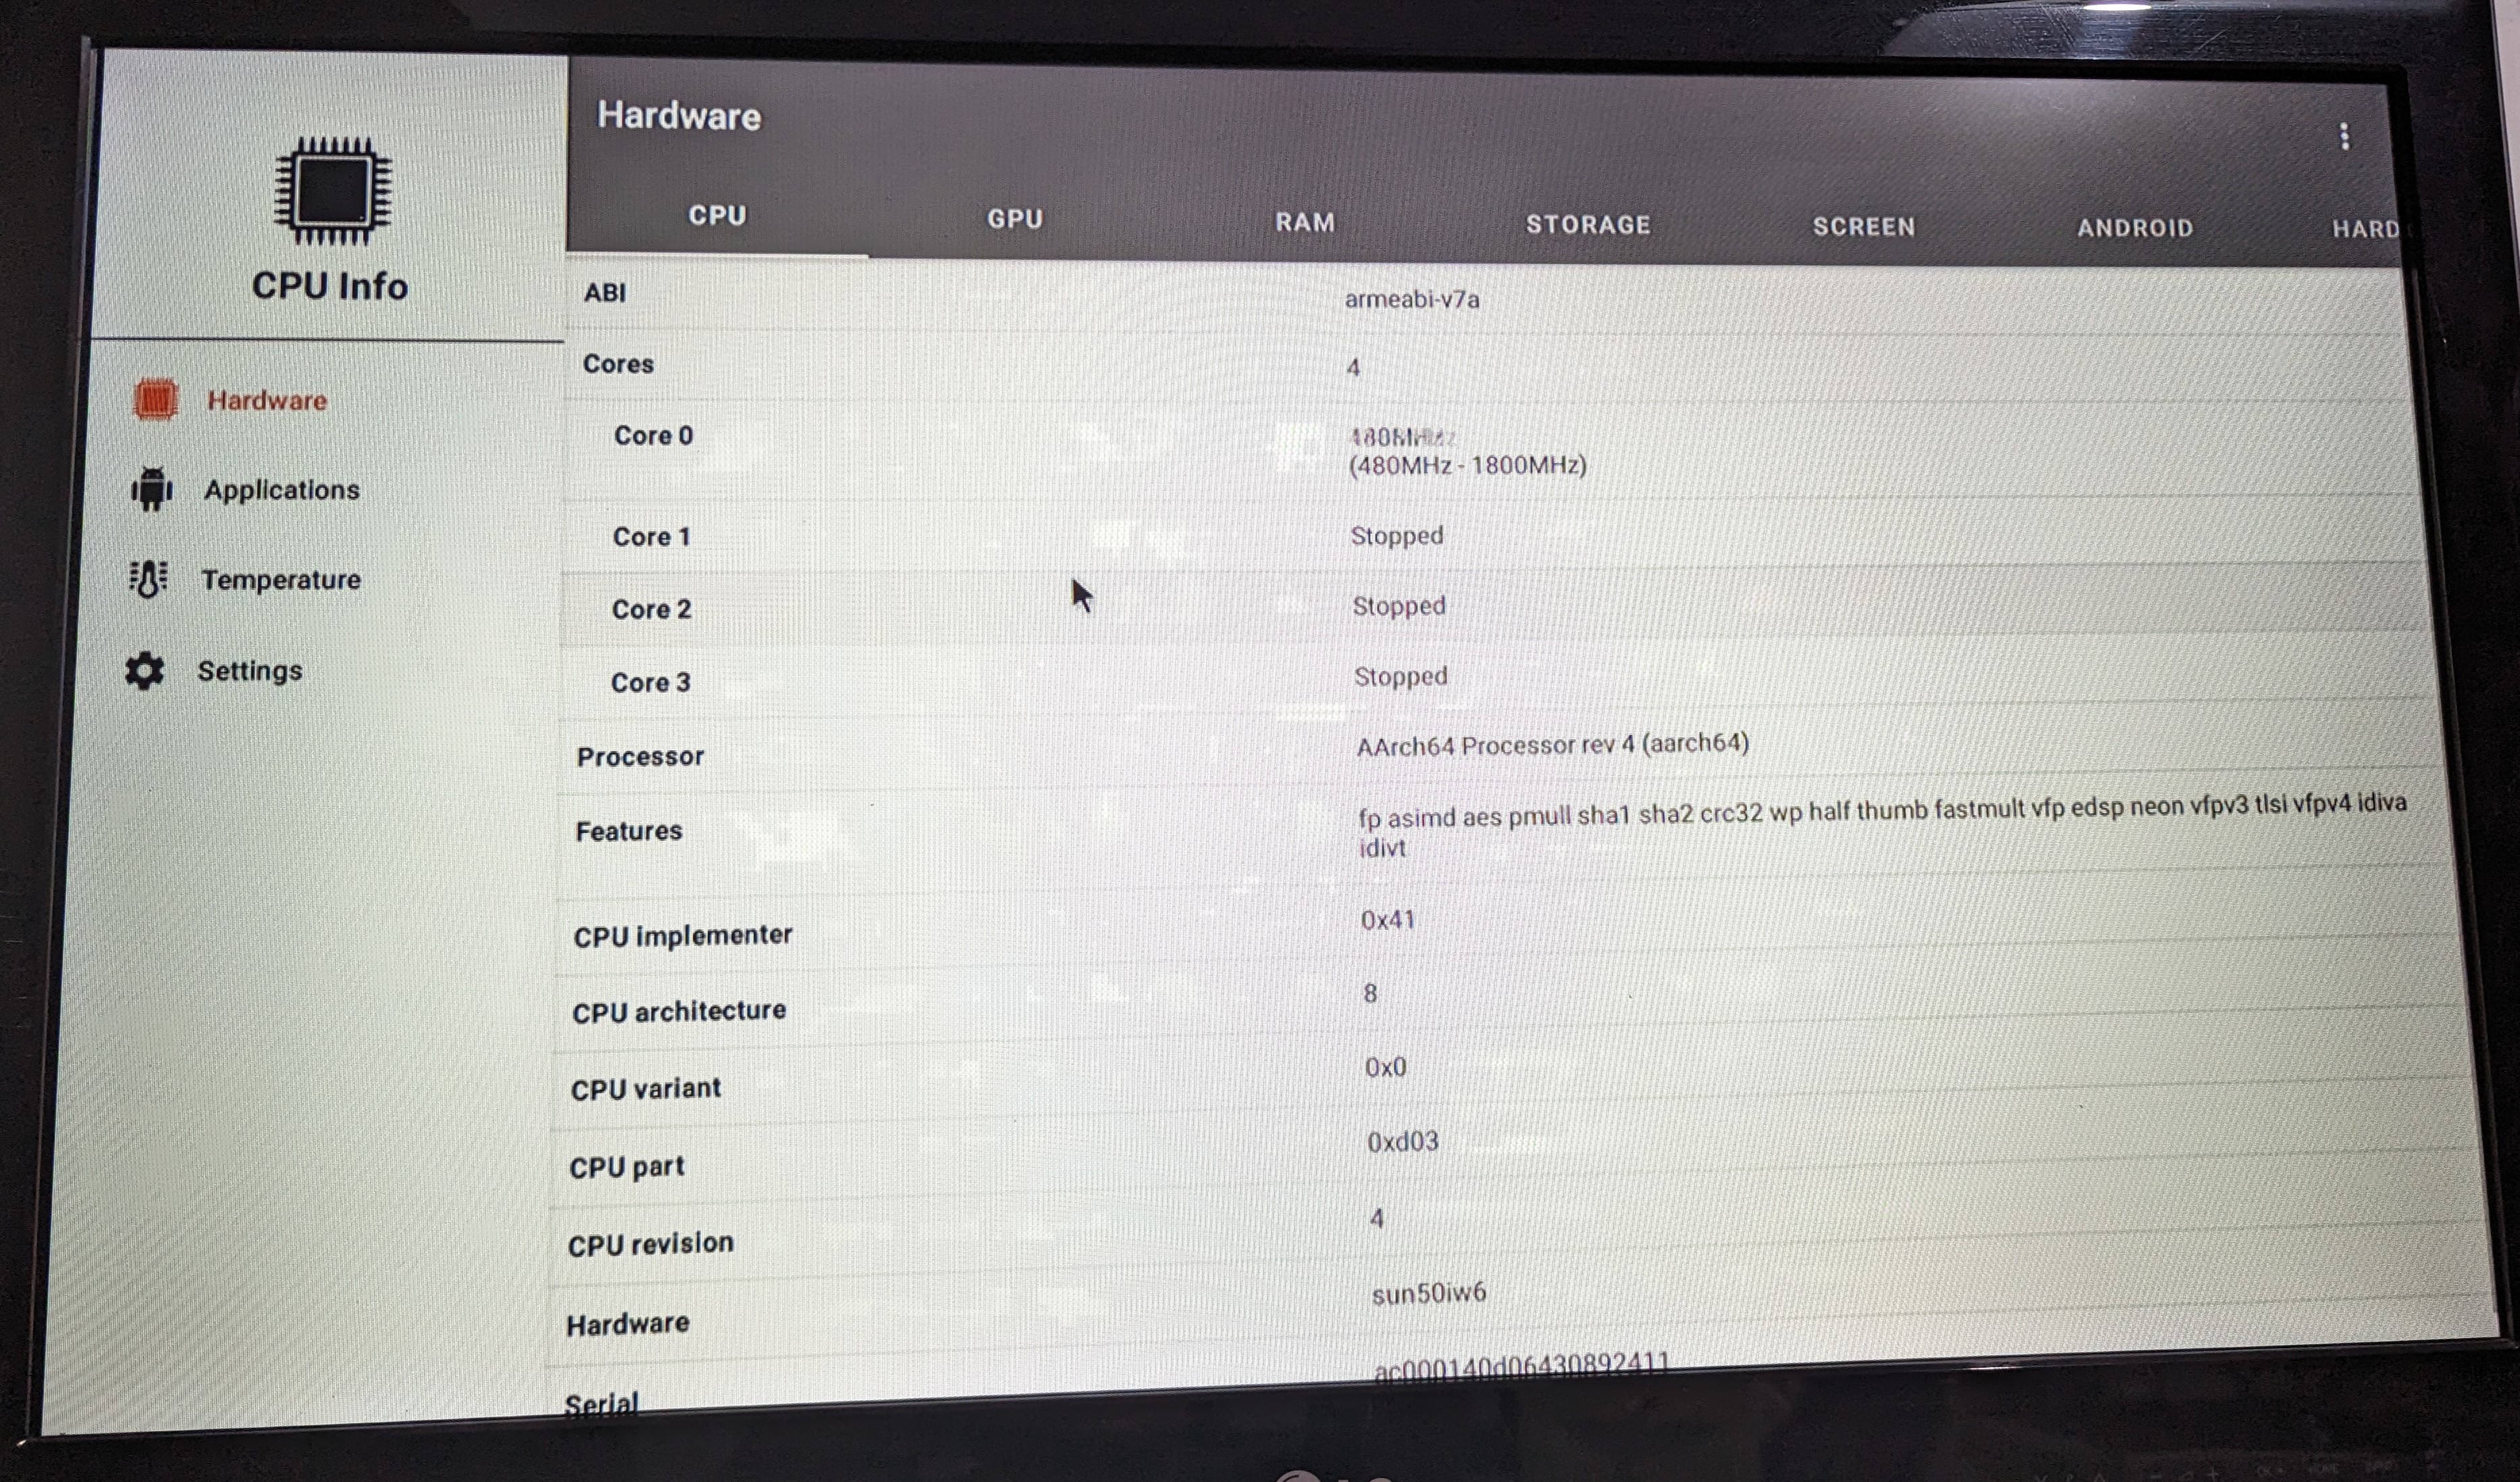 CPU Info
Hardware
Applications
Temperature
Settings
Hardware
CPU GPU RAM STORAGE SCREEN ANDROID HARD
ABI armeabi-v7a
Cores 4
Core 0
(480MHz - 1800MHz)
Core 1 Stopped
Core 2 Stopped
Core 3 Stopped
Processor AArch64 Processor rev 4 (aarch64)
Features fp asimd aes pmull sha1 sha2 crc32 wp half thumb fastmult vfp edsp neon vfpv3 tlsi vfpv4 idiva
idivt
CPU implementer 0x41
CPU architecture 8
CPU variant 0x0
CPU part 0xd03
CPU revision 4
Hardware sun50iw6
Serial ac000140d06430892411